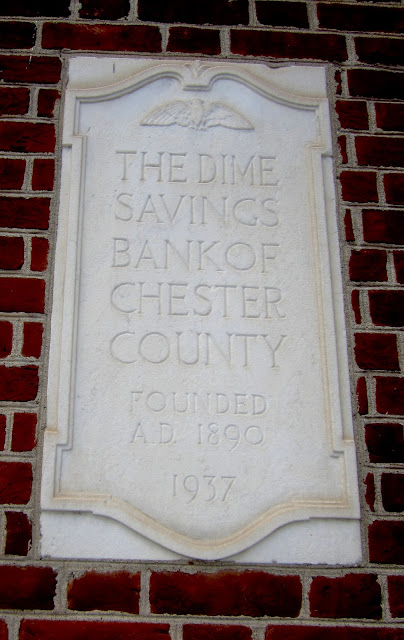 THE DIME
SAVINGS
BANK OF
CHESTER
COUNTY
FOUNDED
A.D. 1890
1937